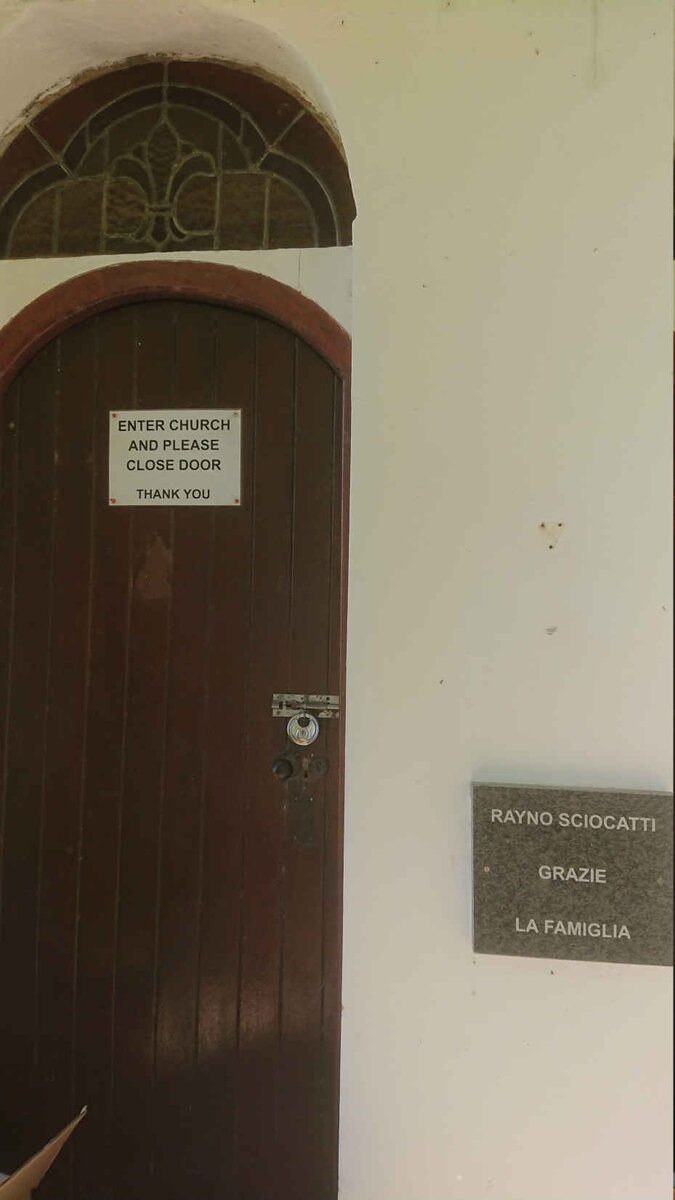 ENTER CHURCH
AND PLEASE
CLOSE DOOR
THANK YOU
RAYNO SCIOCATTI
GRAZIE
LA FAMIGLIA